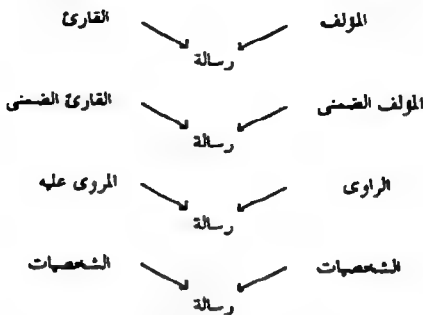 المؤلف القارئ
رسالة
المؤلف الضمنى القارئ الضمنى
رسالة
الراوى المروى عليه
رسالة
الشخصيات الشخصيات
رسالة